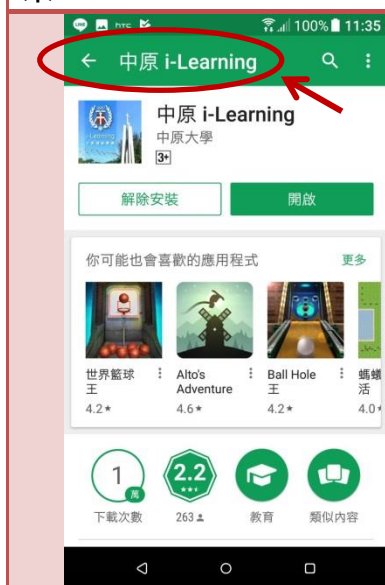 htc
100%
11:35
中原 i-Learning
中原 i-Learning
中原大學
3+
解除安裝
開啟
你可能也會喜歡的應用程式
更多
世界籃球王
4.2★
Alto's
Adventure
4.6★
Ball Hole
王
4.2★
螞蟻
活
4.0
1
萬
下載次數
2.2
263
教育
類似內容